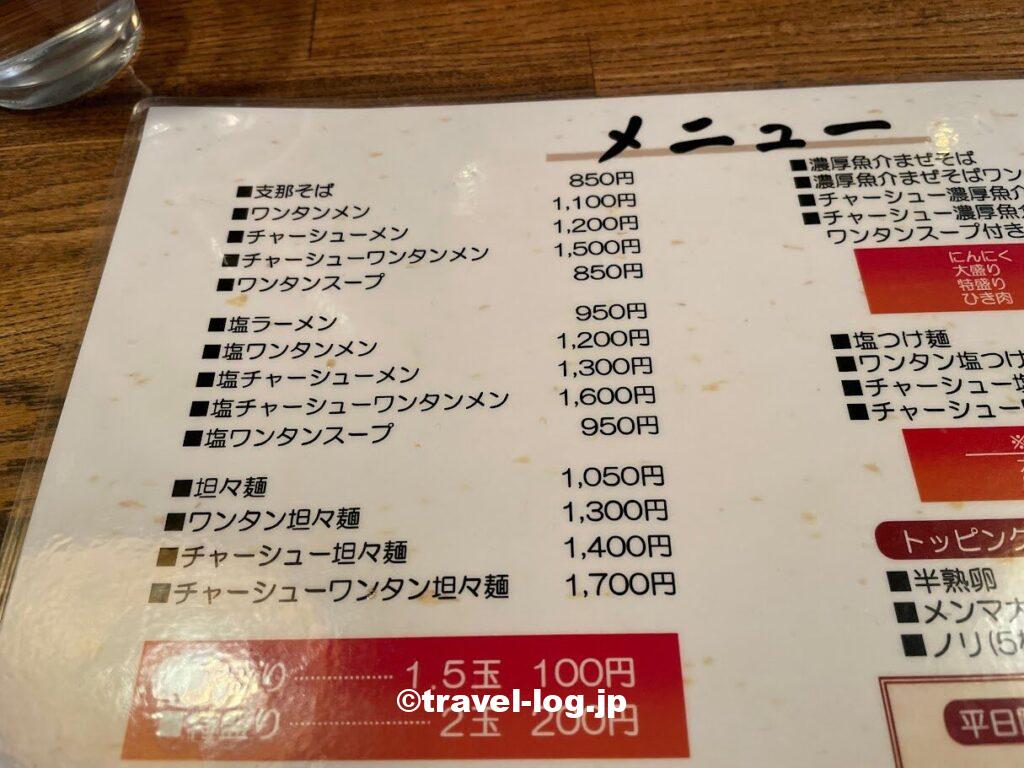 メニュー
■支那そば 850円
■ワンタンメン 1,100円
■チャーシューメン 1,200円
■チャーシューワンタンメン 1,500円
■ワンタンスープ 850円
■塩ラーメン 950円
■塩ワンタンメン 1,200円
■塩チャーシューメン 1,300円
■塩チャーシューワンタンメン 1,600円
■塩ワンタンスープ 950円
■坦々麺 1,050円
■ワンタン坦々麺 1,300円
■チャーシュー坦々麺 1,400円
■チャーシューワンタン坦々麺 1,700円
盛り 1.5玉 100円
■特盛り 2玉 200円
■濃厚魚介まぜそば
■濃厚魚介まぜそばワン
■チャーシュー濃厚魚介
■チャーシュー濃厚魚
ワンタンスープ付き
にんにく
大盛り
特盛り
ひき肉
■塩つけ麺
■ワンタン塩つけ
■チャーシュー塩
■チャーシュー
※
トッピング
■半熟卵
■メンマ大
■ノリ(5
平日
©travel-log.jp